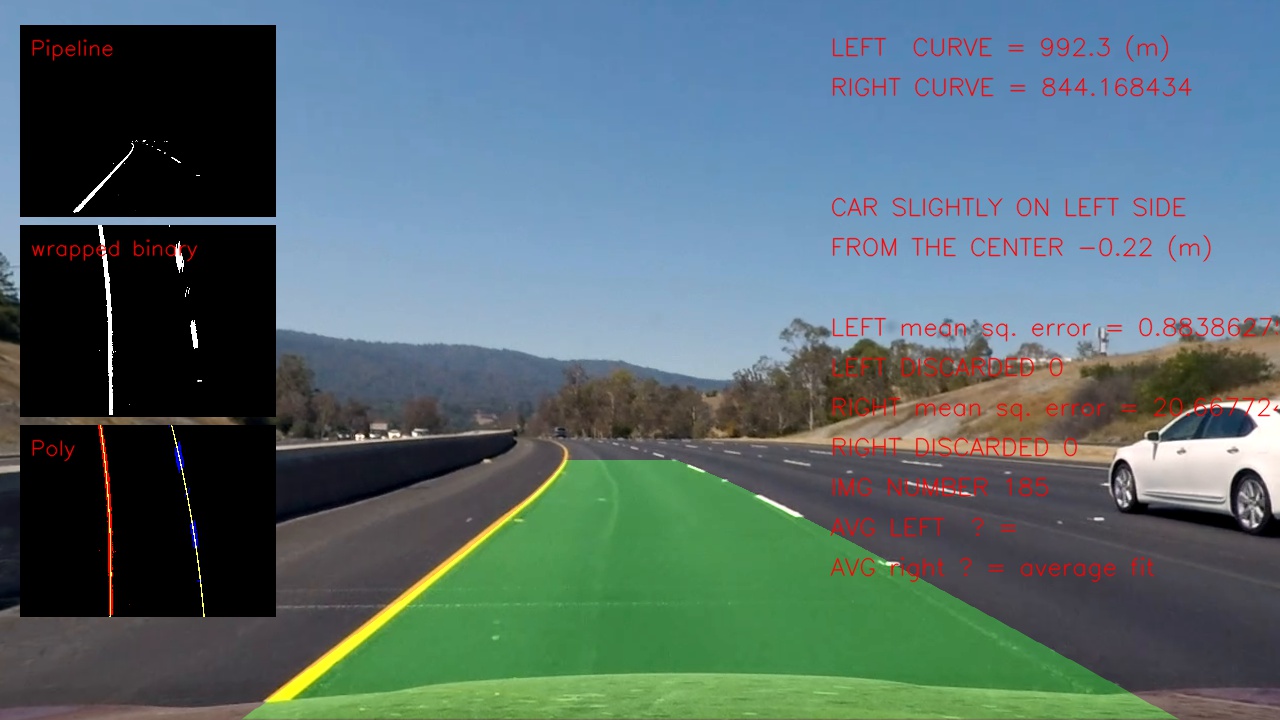 Pipeline
wrapped binary
Poly
LEFT CURVE = 992.3 (m)
RIGHT CURVE = 844.168434
CAR SLIGHTLY ON LEFT SIDE
FROM THE CENTER -0.22 (m)
LEFT mean sq. error = 0.8838627
LEFT DISCARDED 0
RIGHT mean sq. error = 20.667724
RIGHT DISCARDED 0
IMG NUMBER 185
AVG LEFT ? =
AVG right ? = average fit